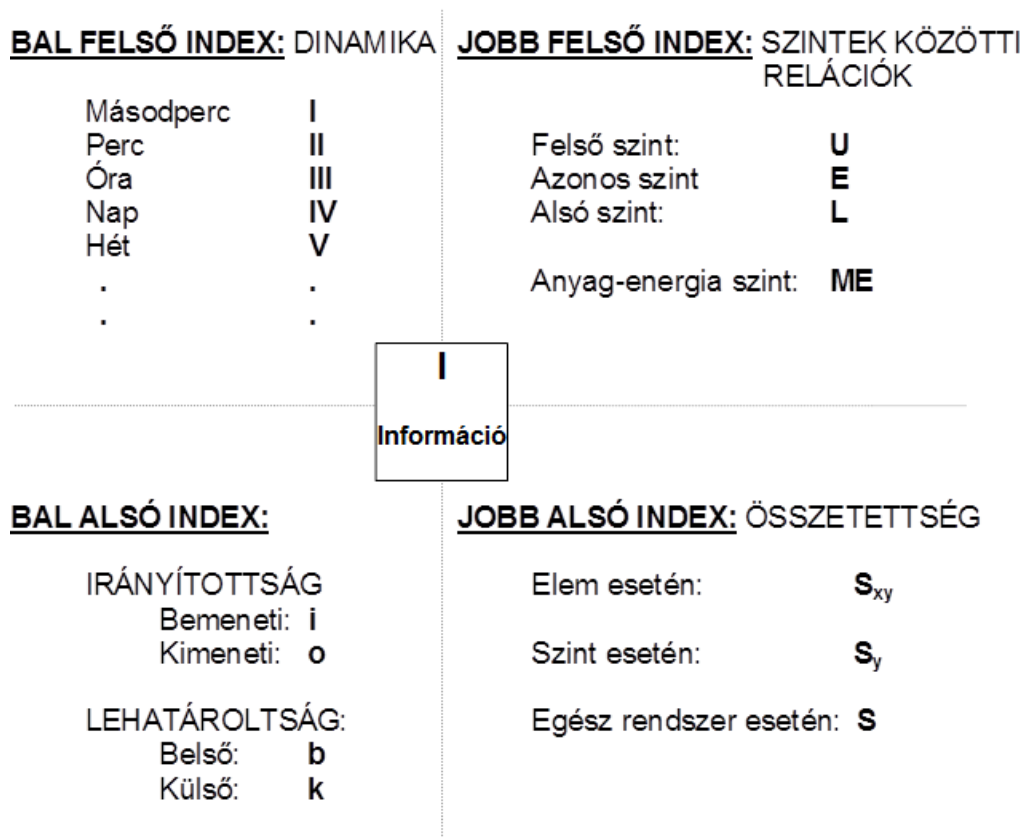 BAL FELSŐ INDEX: DINAMIKA
Másodperc I
Perc II
Óra III
Nap IV
Hét V
. .
. .
JOBB FELSŐ INDEX: SZINTEK KÖZÖTTI
RELÁCIÓK
Felső szint: U
Azonos szint E
Alsó szint: L
Anyag-energia szint: ME
I
Információ
BAL ALSÓ INDEX:
IRÁNYÍTOTTSÁG
Bemeneti: i
Kimeneti: o
LEHATÁROLTSÁG:
Belső: b
Külső: k
JOBB ALSÓ INDEX: ÖSSZETETTSÉG
Elem esetén: Sxy
Szint esetén: Sy
Egész rendszer esetén: S